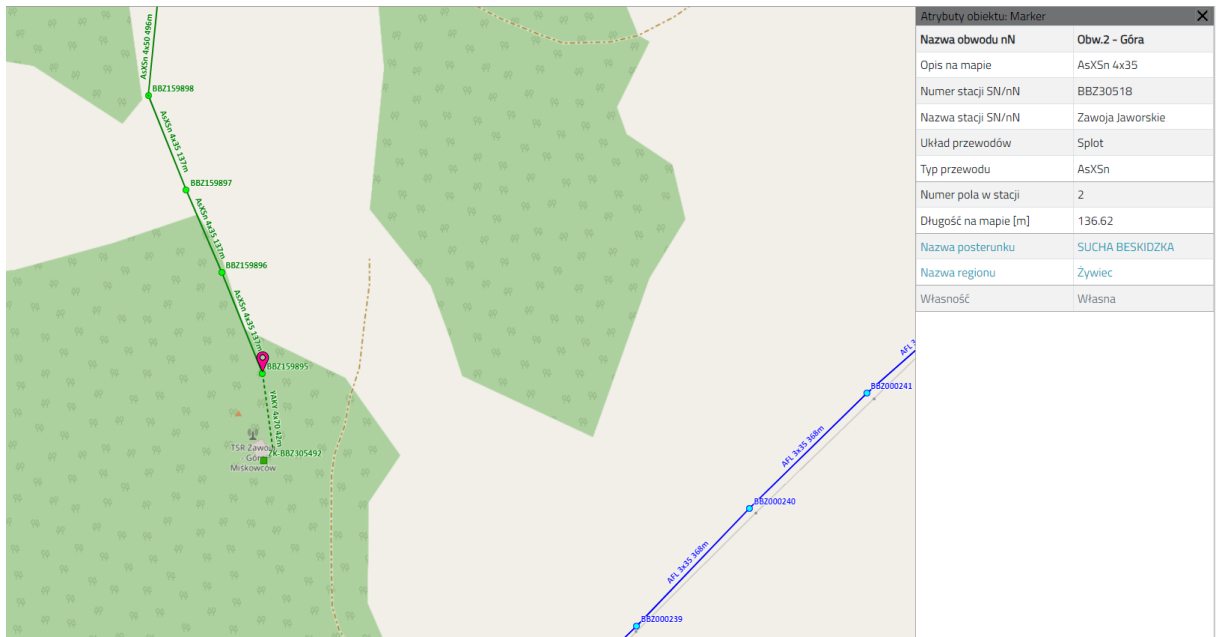 AsXSn 4x50 496m
BBZ159898
AsXSn 4x35 137m
BBZ159897
AsXSn 4x35 137m
BBZ159896
AsXSn 4x35 137m
BBZ159895
YAKY 4x70 42m
ZK-BBZ305492
TSR Zawoja
Góra
Miskowców
AFL 3
BBZ000241
AFL 3x35 368m
BBZ000240
AFL 3x35 368m
BBZ000239
Atrybuty obiektu: Marker
Nazwa obwodu nN Obw.2 - Góra
Opis na mapie AsXSn 4x35
Numer stacji SN/nN BBZ30518
Nazwa stacji SN/nN Zawoja Jaworskie
Układ przewodów Splot
Typ przewodu AsXSn
Numer pola w stacji 2
Długość na mapie [m] 136.62
Nazwa posterunku SUCHA BESKIDZKA
Nazwa regionu Żywiec
Własność Własna